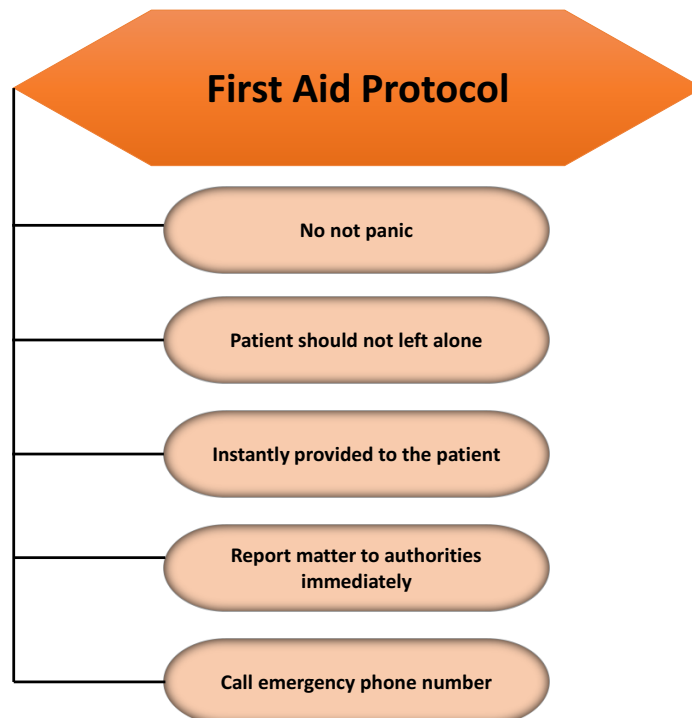 First Aid Protocol
No not panic
Patient should not left alone
Instantly provided to the patient
Report matter to authorities
immediately
Call emergency phone number